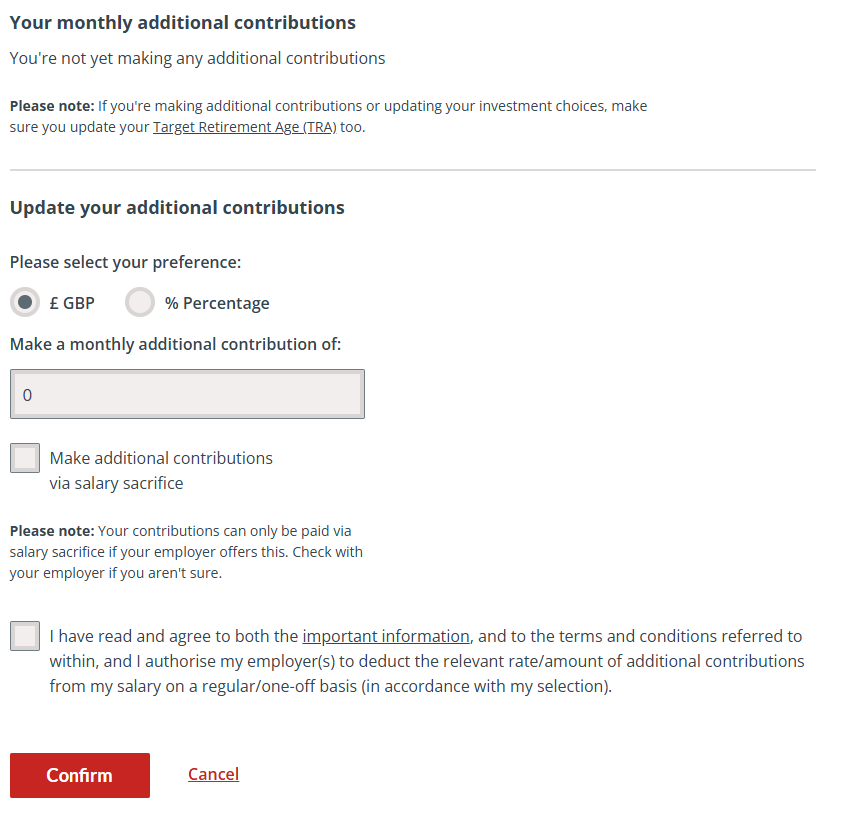 Your monthly additional contributions
You're not yet making any additional contributions
Please note: If you're making additional contributions or updating your investment choices, make
sure you update your Target Retirement Age (TRA) too.
Update your additional contributions
Please select your preference:
£ GBP % Percentage
Make a monthly additional contribution of:
0
Make additional contributions
via salary sacrifice
Please note: Your contributions can only be paid via
salary sacrifice if your employer offers this. Check with
your employer if you aren't sure.
I have read and agree to both the important information, and to the terms and conditions referred to
within, and I authorise my employer(s) to deduct the relevant rate/amount of additional contributions
from my salary on a regular/one-off basis (in accordance with my selection).
Confirm Cancel